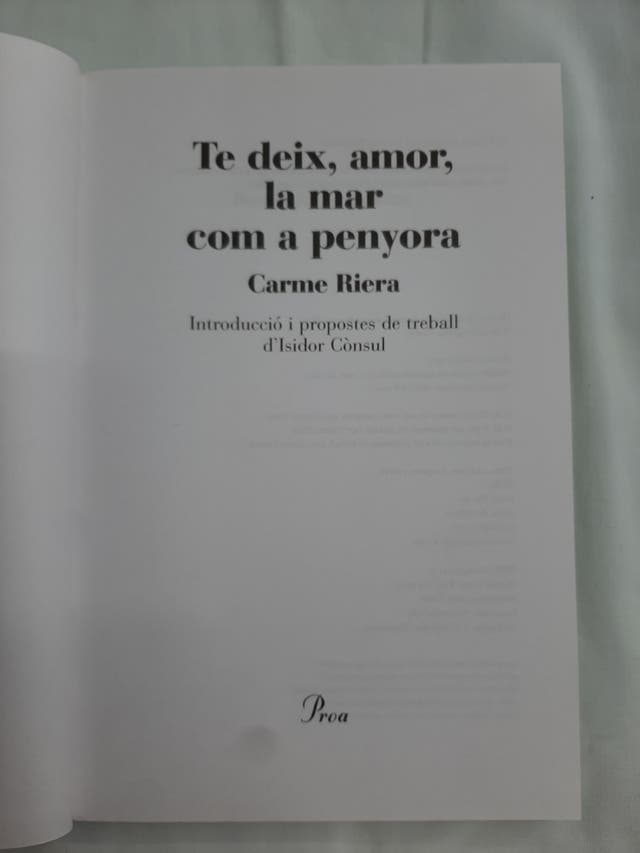 Te deix, amor,
la mar
com a penyora
Carme Riera
Introducció i propostes de treball
d'Isidor Cònsul
Proa